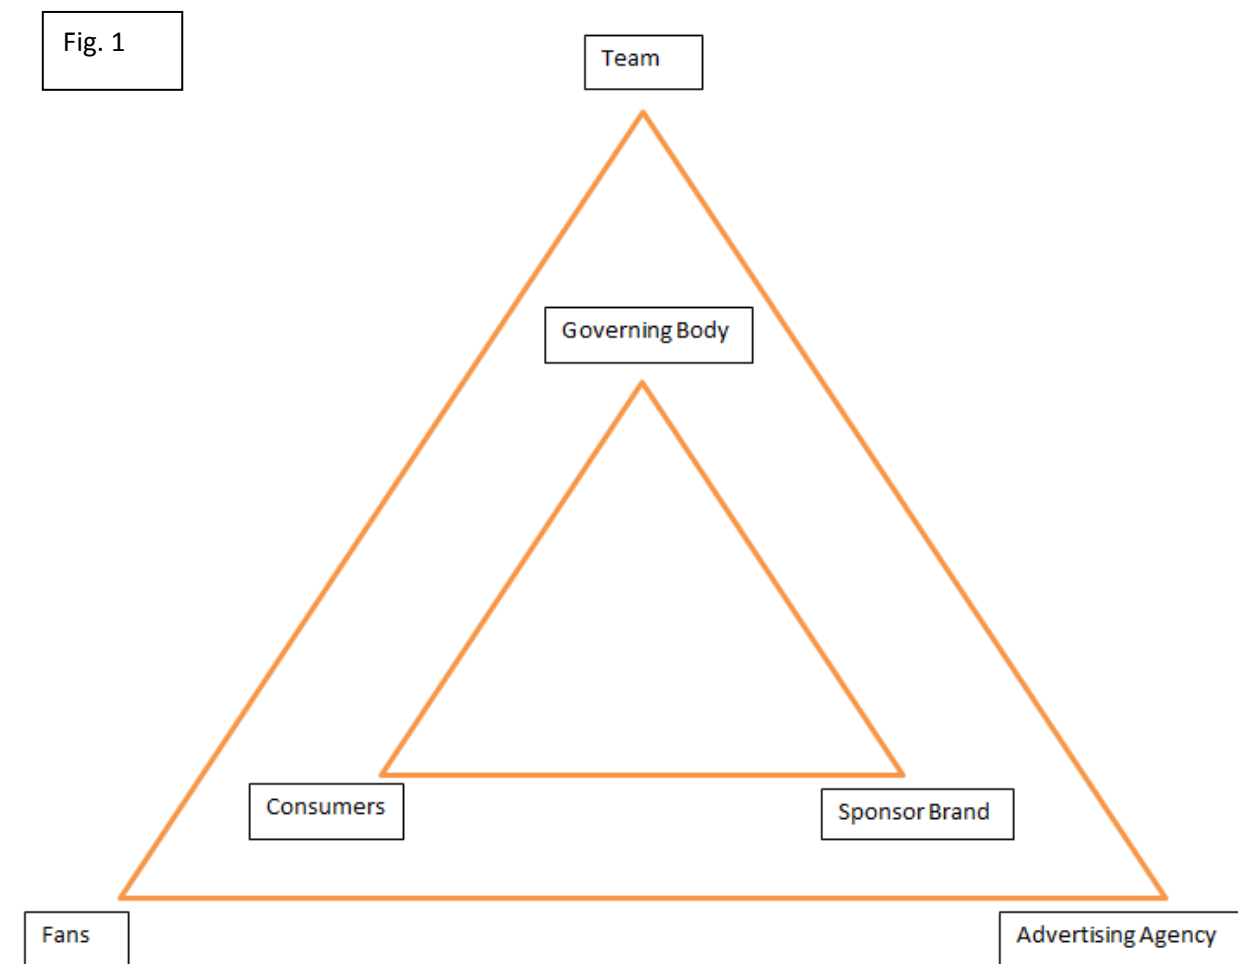 Fig. 1
Team
Governing Body
Consumers
Sponsor Brand
Fans
Advertising Agency